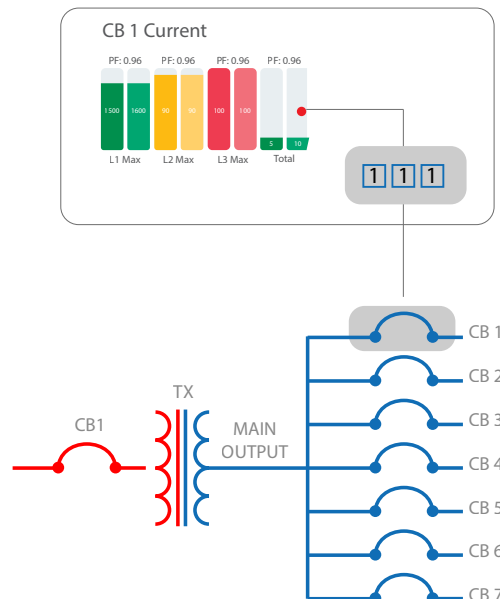 CB 1 Current
PF: 0.96 PF: 0.96 PF: 0.96 PF: 0.96
1500 1600 90 90 100 100 5 10
L1 Max L2 Max L3 Max Total
1 1 1
CB 1
CB 2
TX
CB1
MAIN
OUTPUT
CB 3
CB 4
CB 5
CB 6
CB 7